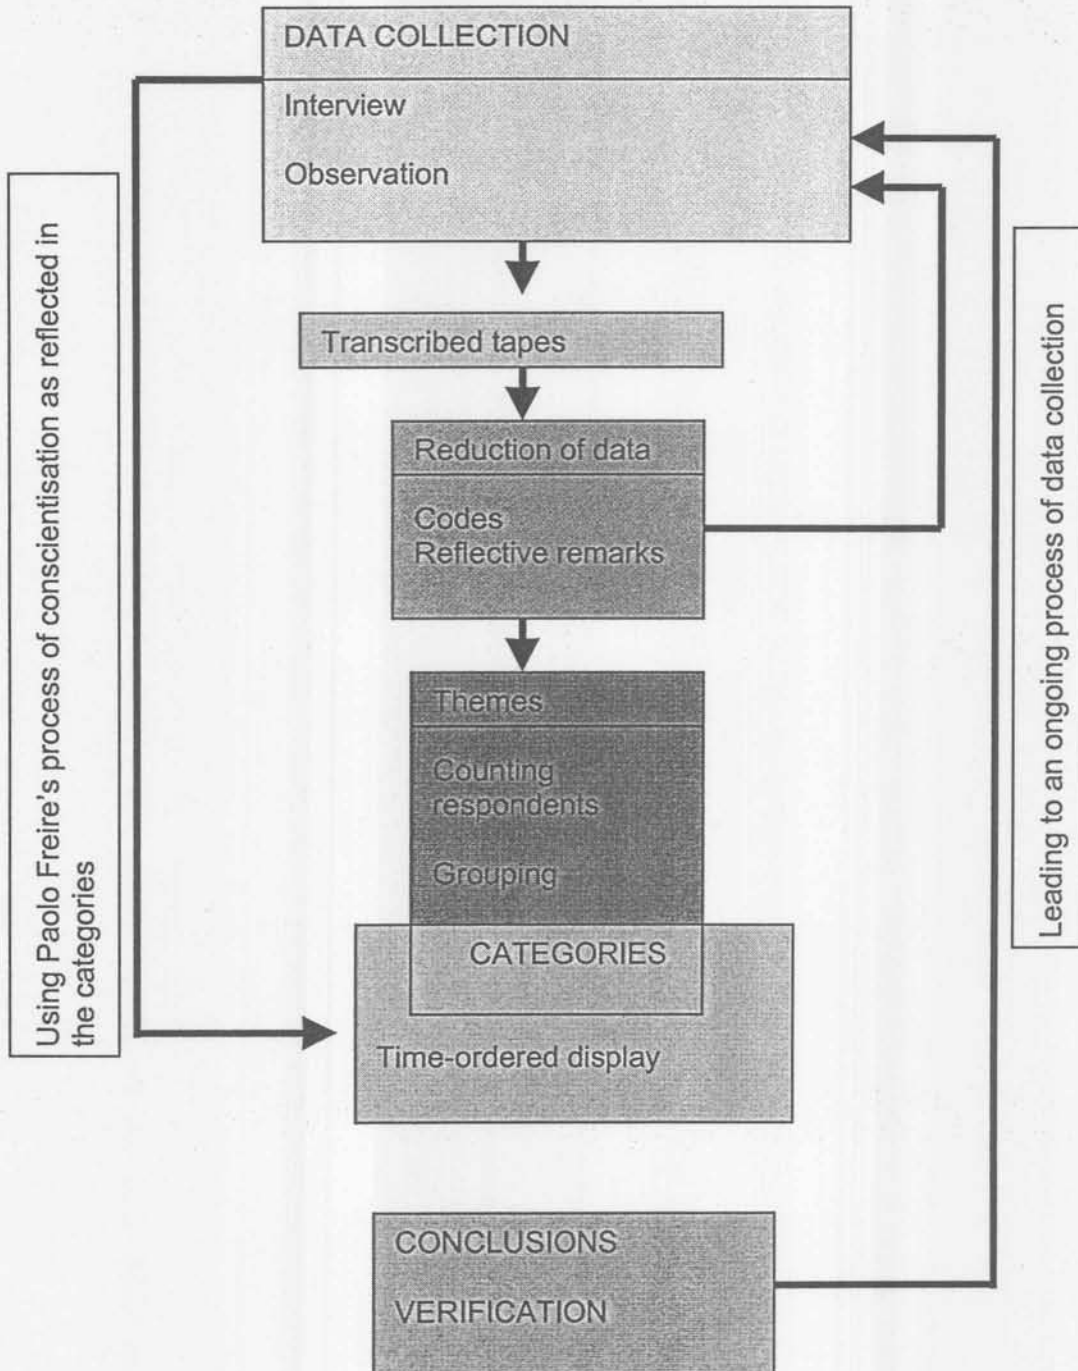 DATA COLLECTION
Interview
Observation
Transcribed tapes
Reduction of data
Codes
Reflective remarks
Themes
Counting
respondents
Grouping
CATEGORIES
Time-ordered display
CONCLUSIONS
VERIFICATION
Using Paolo Freire's process of conscientisation as reflected in
the categories
Leading to an ongoing process of data collection